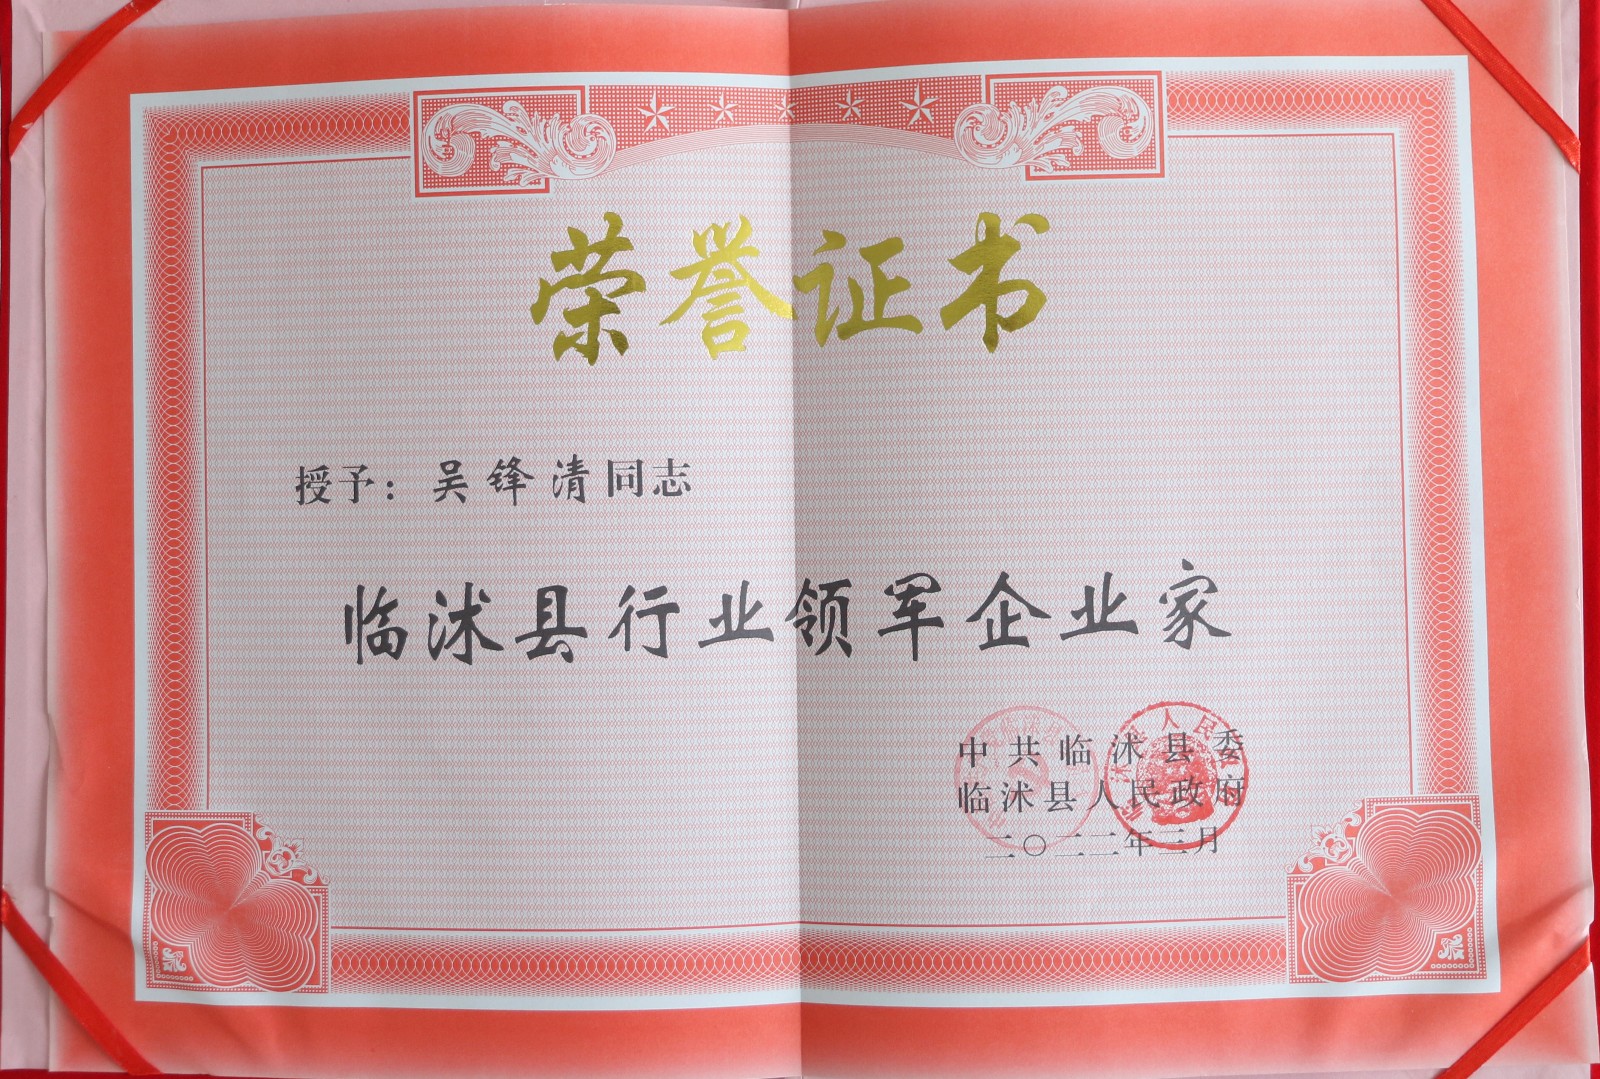 荣誉证书
授予：吴锋清同志
临沭县行业领军企业家
中共临沭县委
临沭县人民政府
二〇二二年三月